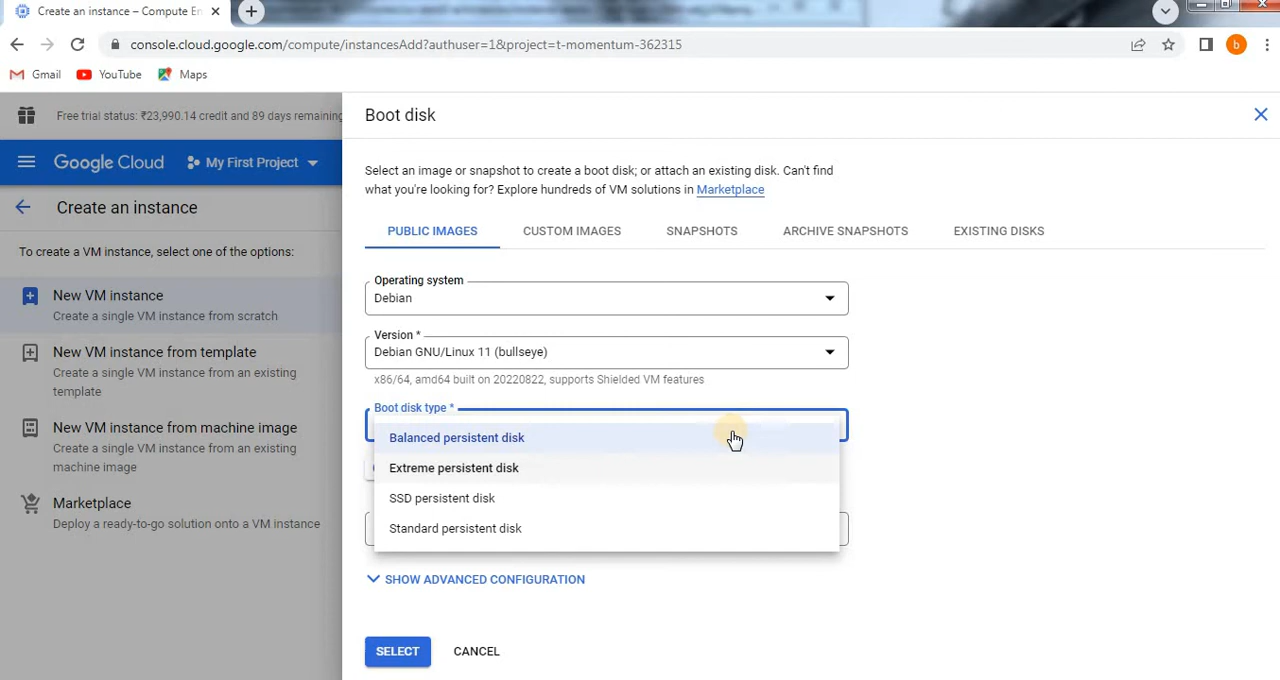 Create an instance – Compute En
console.cloud.google.com/compute/instancesAdd?authuser=1&project=t-momentum-362315
b
Gmail
YouTube
Maps
Free trial status: ₹23,990.14 credit and 89 days remaining
Google Cloud
My First Project
Create an instance
To create a VM instance, select one of the options:
New VM instance
Create a single VM instance from scratch
New VM instance from template
Create a single VM instance from an existing
template
New VM instance from machine image
Create a single VM instance from an existing
machine image
Marketplace
Deploy a ready-to-go solution onto a VM instance
Boot disk
Select an image or snapshot to create a boot disk; or attach an existing disk. Can't find
what you're looking for? Explore hundreds of VM solutions in Marketplace
PUBLIC IMAGES
CUSTOM IMAGES
SNAPSHOTS
ARCHIVE SNAPSHOTS
EXISTING DISKS
Operating system
Debian
Version *
Debian GNU/Linux 11 (bullseye)
x86/64, amd64 built on 20220822, supports Shielded VM features
Boot disk type *
Balanced persistent disk
Extreme persistent disk
SSD persistent disk
Standard persistent disk
SHOW ADVANCED CONFIGURATION
SELECT
CANCEL